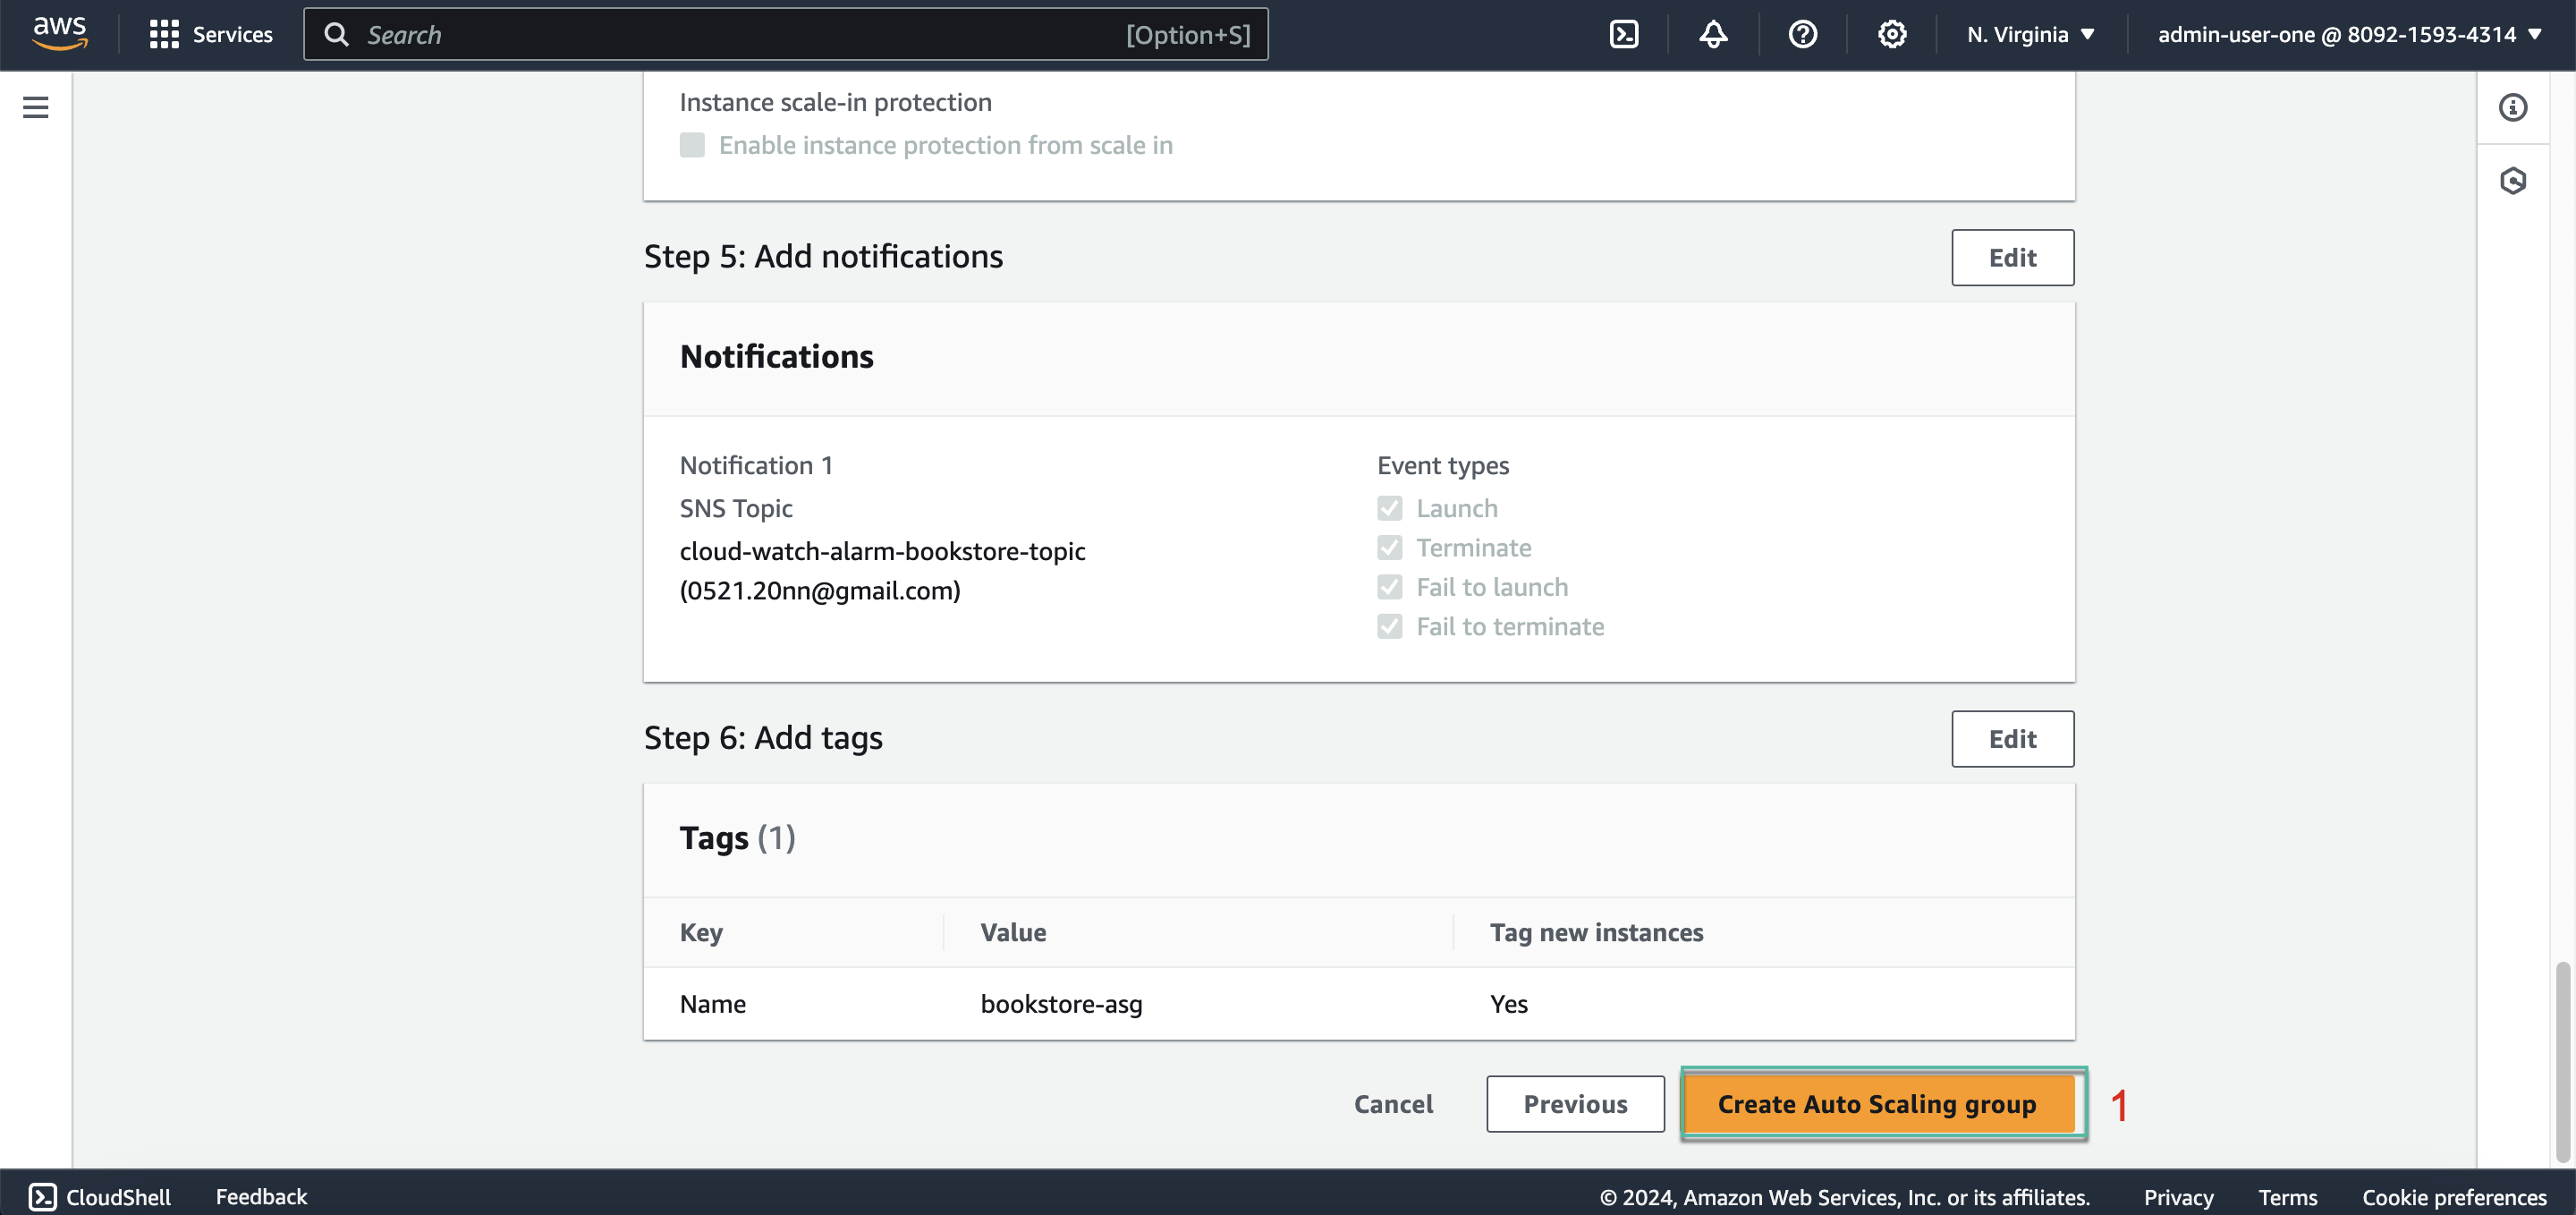 aws
Services
Search [Option+S]
N. Virginia
admin-user-one @ 8092-1593-4314
Instance scale-in protection
Enable instance protection from scale in
Step 5: Add notifications
Edit
Notifications
Notification 1
SNS Topic
cloud-watch-alarm-bookstore-topic
(0521.20nn@gmail.com)
Event types
Launch
Terminate
Fail to launch
Fail to terminate
Step 6: Add tags
Edit
Tags (1)
Key Value Tag new instances
Name bookstore-asg Yes
Cancel Previous Create Auto Scaling group 1
CloudShell Feedback © 2024, Amazon Web Services, Inc. or its affiliates. Privacy Terms Cookie preferences